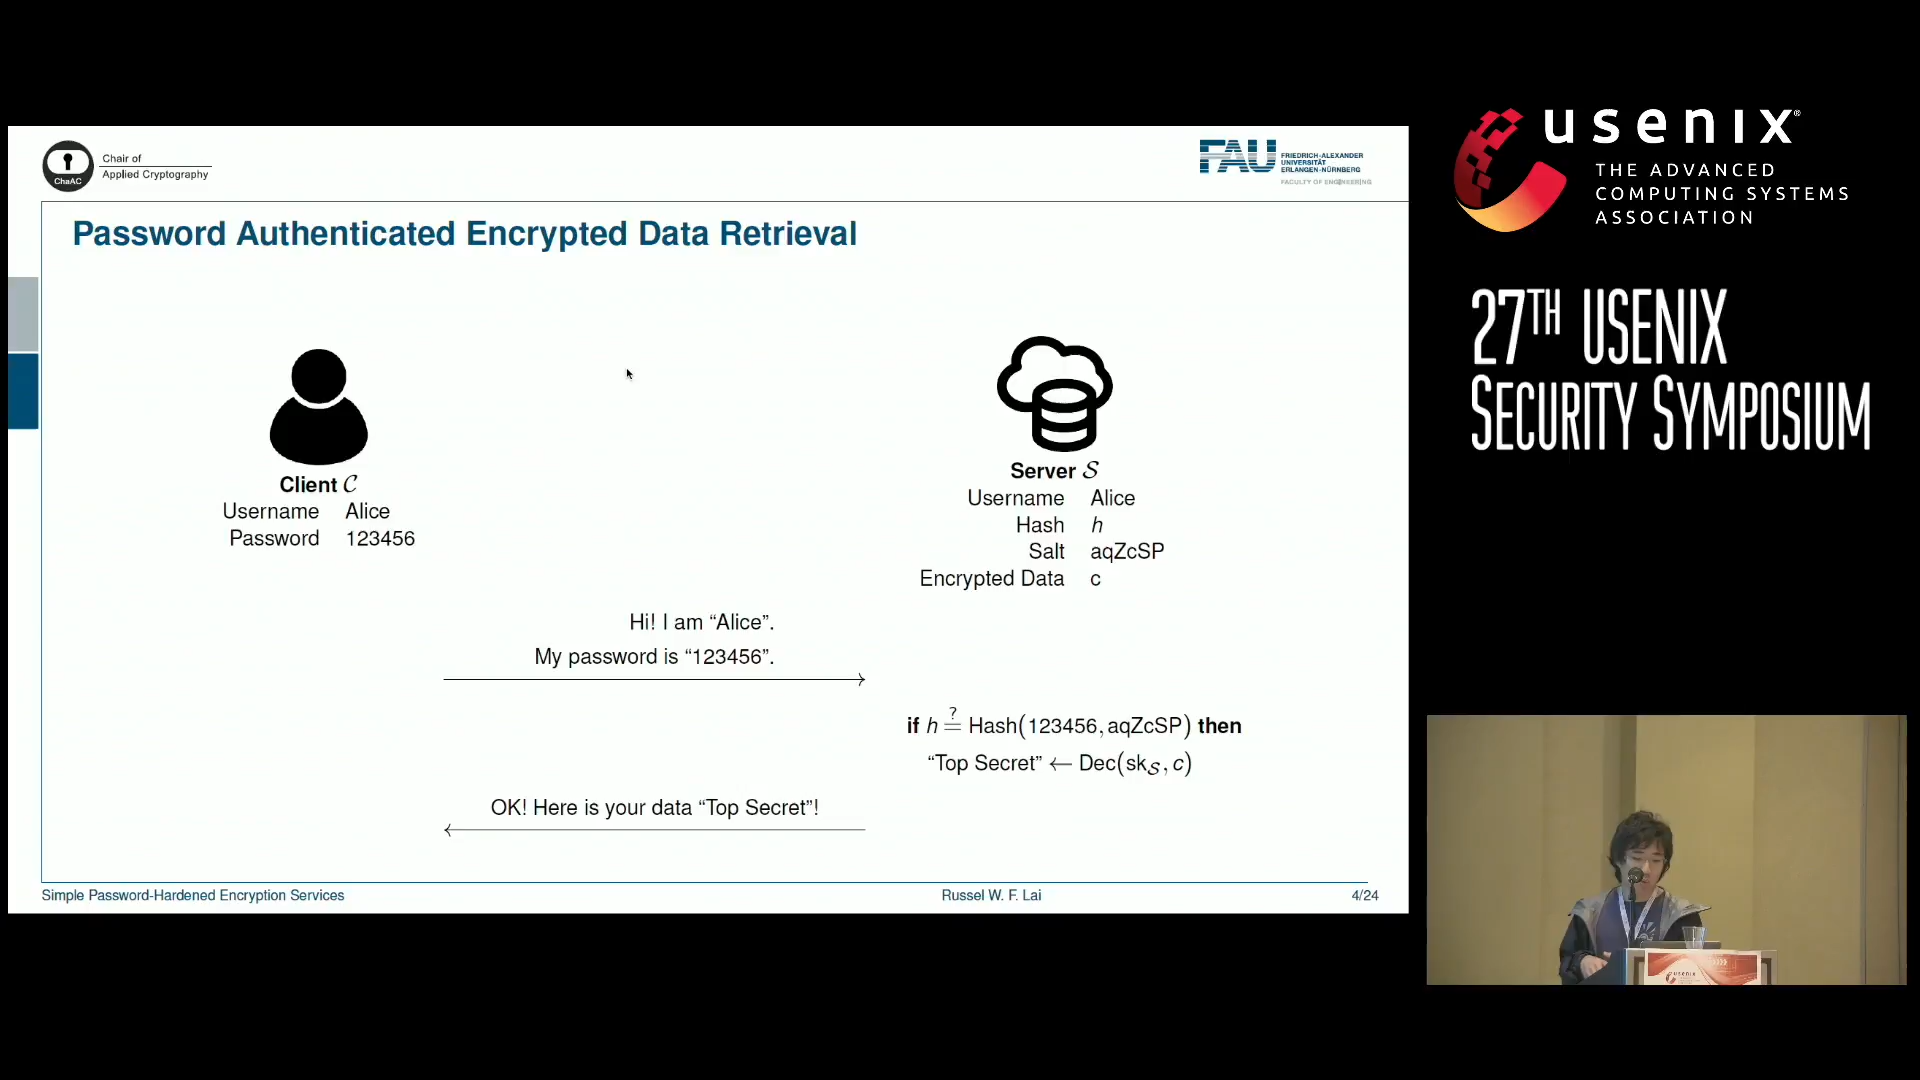 Chair of
Applied Cryptography
ChaAC
FAU
FRIEDRICH-ALEXANDER
UNIVERSITÄT
ERLANGEN-NÜRNBERG
FACULTY OF ENGINEERING
Password Authenticated Encrypted Data Retrieval
Client 𝒞
Username Alice
Password 123456
Server 𝒮
Username Alice
Hash h
Salt aqZcSP
Encrypted Data c
Hi! I am “Alice”.
My password is “123456”.
if h ≟ Hash(123456, aqZcSP) then
“Top Secret” ← Dec(sk𝒮, c)
OK! Here is your data “Top Secret”!
Simple Password-Hardened Encryption Services
Russel W. F. Lai
4/24
usenix®
THE ADVANCED
COMPUTING SYSTEMS
ASSOCIATION
27TH USENIX
SECURITY SYMPOSIUM
usenix